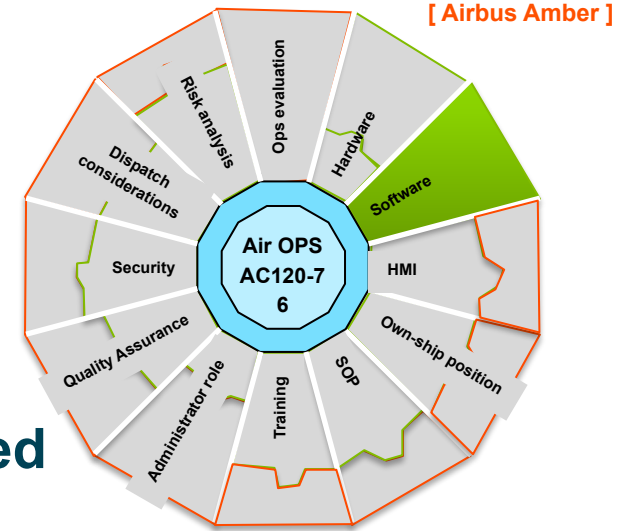 [ Airbus Amber ]
Ops evaluation
Hardware
Software
HMI
Own-ship position
SOP
Training
Administrator role
Quality Assurance
Security
Dispatch
considerations
Risk analysis
Air OPS
AC120-7
6
ed